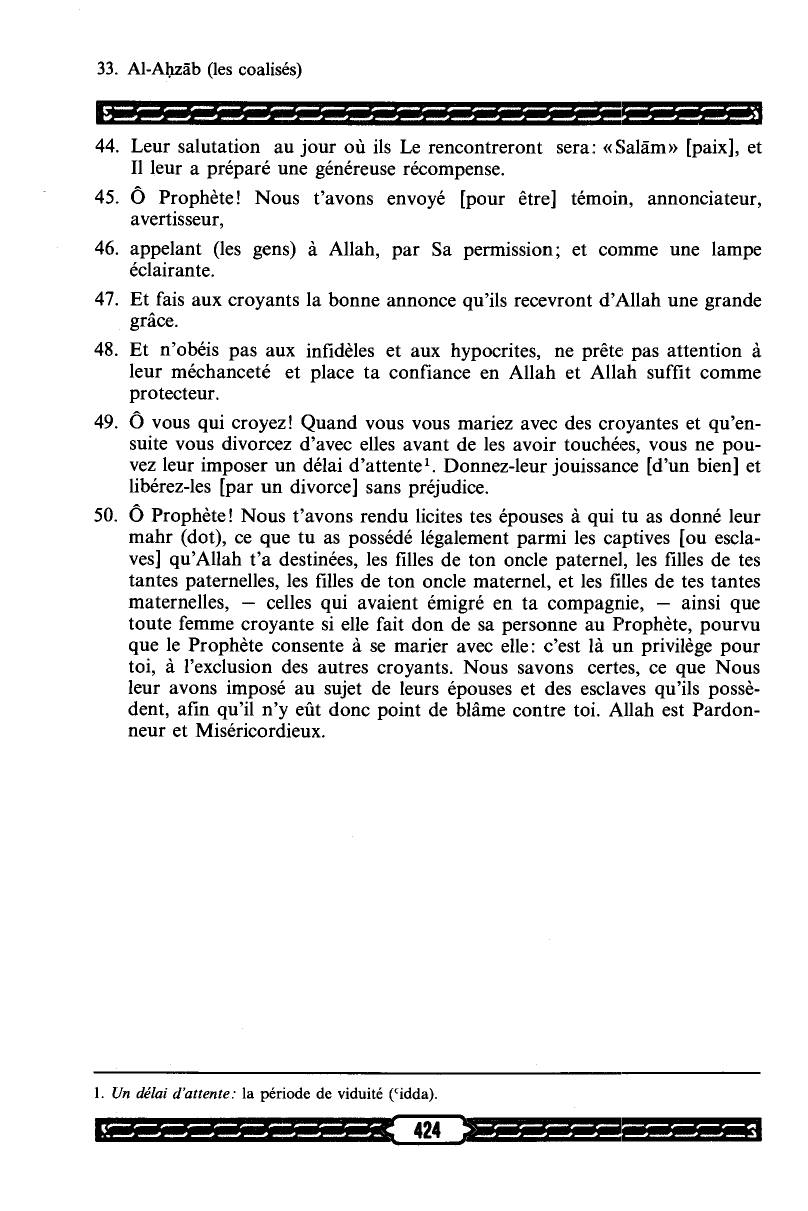 33. Al-Aḥzāb (les coalisés)
44. Leur salutation au jour où ils Le rencontreront sera: «Salām» [paix], et
Il leur a préparé une généreuse récompense.
45. Ô Prophète! Nous t'avons envoyé [pour être] témoin, annonciateur,
avertisseur,
46. appelant (les gens) à Allah, par Sa permission; et comme une lampe
éclairante.
47. Et fais aux croyants la bonne annonce qu'ils recevront d'Allah une grande
grâce.
48. Et n'obéis pas aux infidèles et aux hypocrites, ne prête pas attention à
leur méchanceté et place ta confiance en Allah et Allah suffit comme
protecteur.
49. Ô vous qui croyez! Quand vous vous mariez avec des croyantes et qu'en-
suite vous divorcez d'avec elles avant de les avoir touchées, vous ne pou-
vez leur imposer un délai d'attente¹. Donnez-leur jouissance [d'un bien] et
libérez-les [par un divorce] sans préjudice.
50. Ô Prophète! Nous t'avons rendu licites tes épouses à qui tu as donné leur
mahr (dot), ce que tu as possédé légalement parmi les captives [ou escla-
ves] qu'Allah t'a destinées, les filles de ton oncle paternel, les filles de tes
tantes paternelles, les filles de ton oncle maternel, et les filles de tes tantes
maternelles, — celles qui avaient émigré en ta compagnie, — ainsi que
toute femme croyante si elle fait don de sa personne au Prophète, pourvu
que le Prophète consente à se marier avec elle: c'est là un privilège pour
toi, à l'exclusion des autres croyants. Nous savons certes, ce que Nous
leur avons imposé au sujet de leurs épouses et des esclaves qu'ils possè-
dent, afin qu'il n'y eût donc point de blâme contre toi. Allah est Pardon-
neur et Miséricordieux.
1. Un délai d'attente: la période de viduité (ʿidda).
424